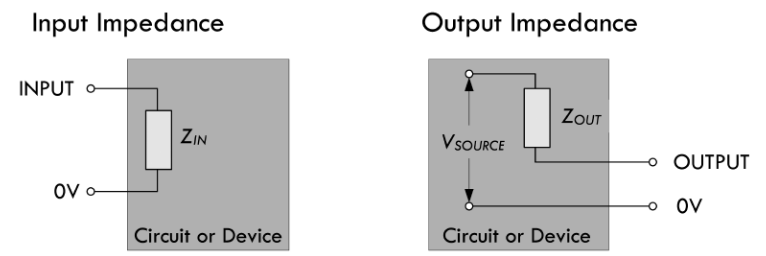 Input Impedance
INPUT
Z_IN
0V
Circuit or Device
Output Impedance
V_SOURCE
Z_OUT
OUTPUT
0V
Circuit or Device